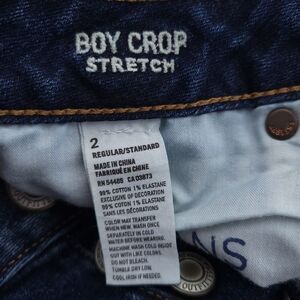 BOY CROP
STRETCH
2
REGULAR/STANDARD
MADE IN CHINA
FABRIQUÉ EN CHINE
RN 54485 CA 03873
99% COTTON 1% ELASTANE
EXCLUSIVE OF DECORATION
99% COTON 1% ELASTANE
SANS LES DÉCORATIONS
COLOR MAY TRANSFER
WHEN NEW. WASH ONCE
SEPARATELY IN COLD
WATER BEFORE WEARING.
MACHINE WASH COLD INSIDE
OUT WITH LIKE COLORS.
DO NOT BLEACH.
TUMBLE DRY LOW.
COOL IRON IF NEEDED.
NS
OUTFITT